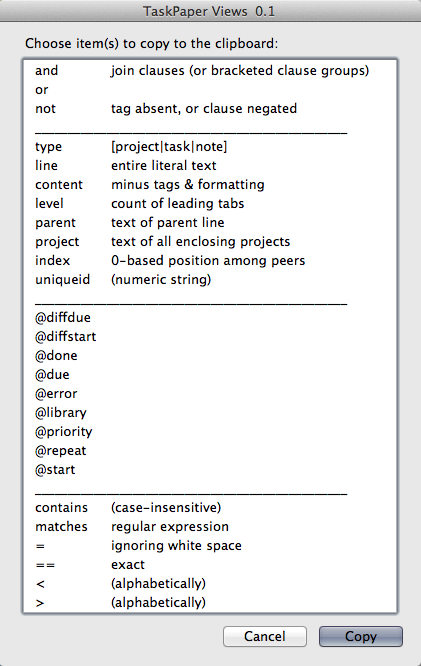 TaskPaper Views 0.1
Choose item(s) to copy to the clipboard:
and join clauses (or bracketed clause groups)
or
not tag absent, or clause negated
type [project|task|note]
line entire literal text
content minus tags & formatting
level count of leading tabs
parent text of parent line
project text of all enclosing projects
index 0-based position among peers
uniqueid (numeric string)
@diffdue
@diffstart
@done
@due
@error
@library
@priority
@repeat
@start
contains (case-insensitive)
matches regular expression
= ignoring white space
== exact
< (alphabetically)
> (alphabetically)
Cancel Copy